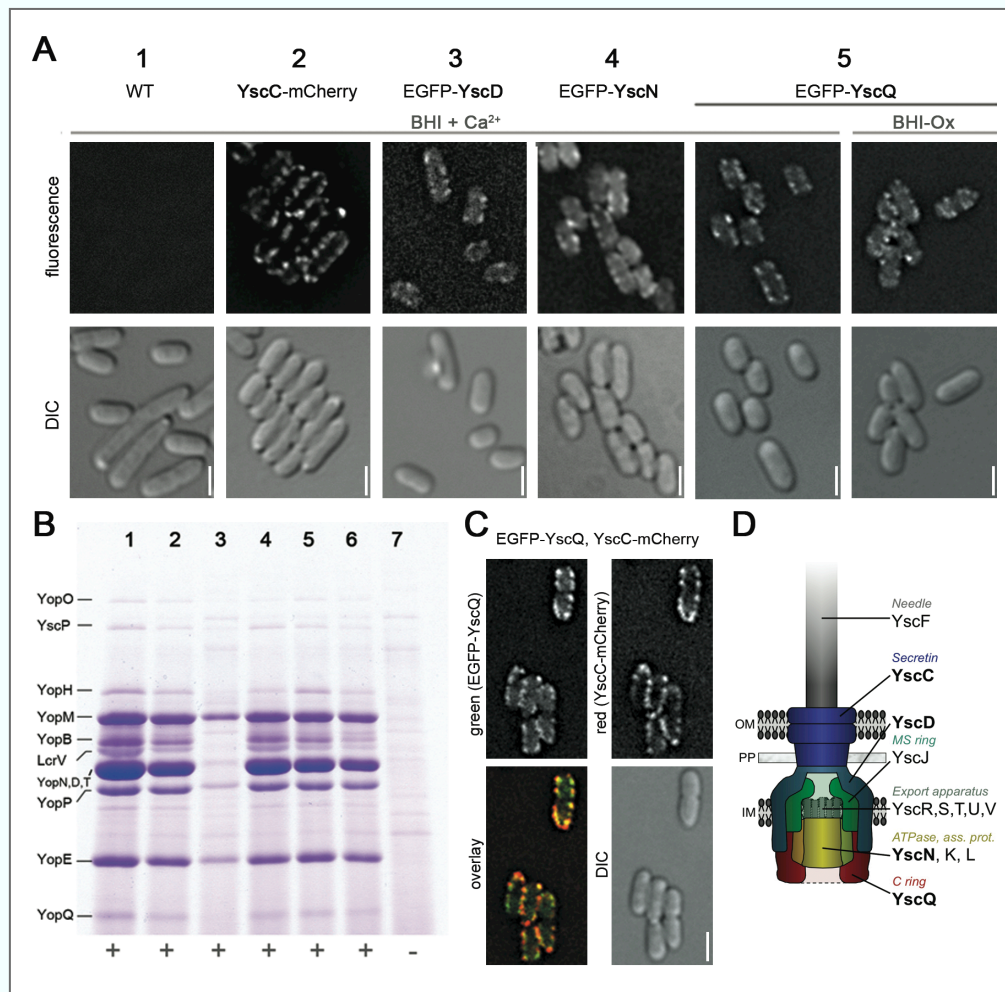 A
1 2 3 4 5
WT YscC-mCherry EGFP-YscD EGFP-YscN EGFP-YscQ
BHI + Ca²⁺ BHI-Ox
fluorescence
DIC
B
1 2 3 4 5 6 7
YopO
YscP
YopH
YopM
YopB
LcrV
YopN,D,T
YopP
YopE
YopQ
+ + + + + + -
C
EGFP-YscQ, YscC-mCherry
green (EGFP-YscQ)
red (YscC-mCherry)
overlay
DIC
D
Needle
YscF
Secretin
YscC
OM
YscD
MS ring
PP
YscJ
Export apparatus
IM
YscR,S,T,U,V
ATPase, ass. prot.
YscN, K, L
C ring
YscQ